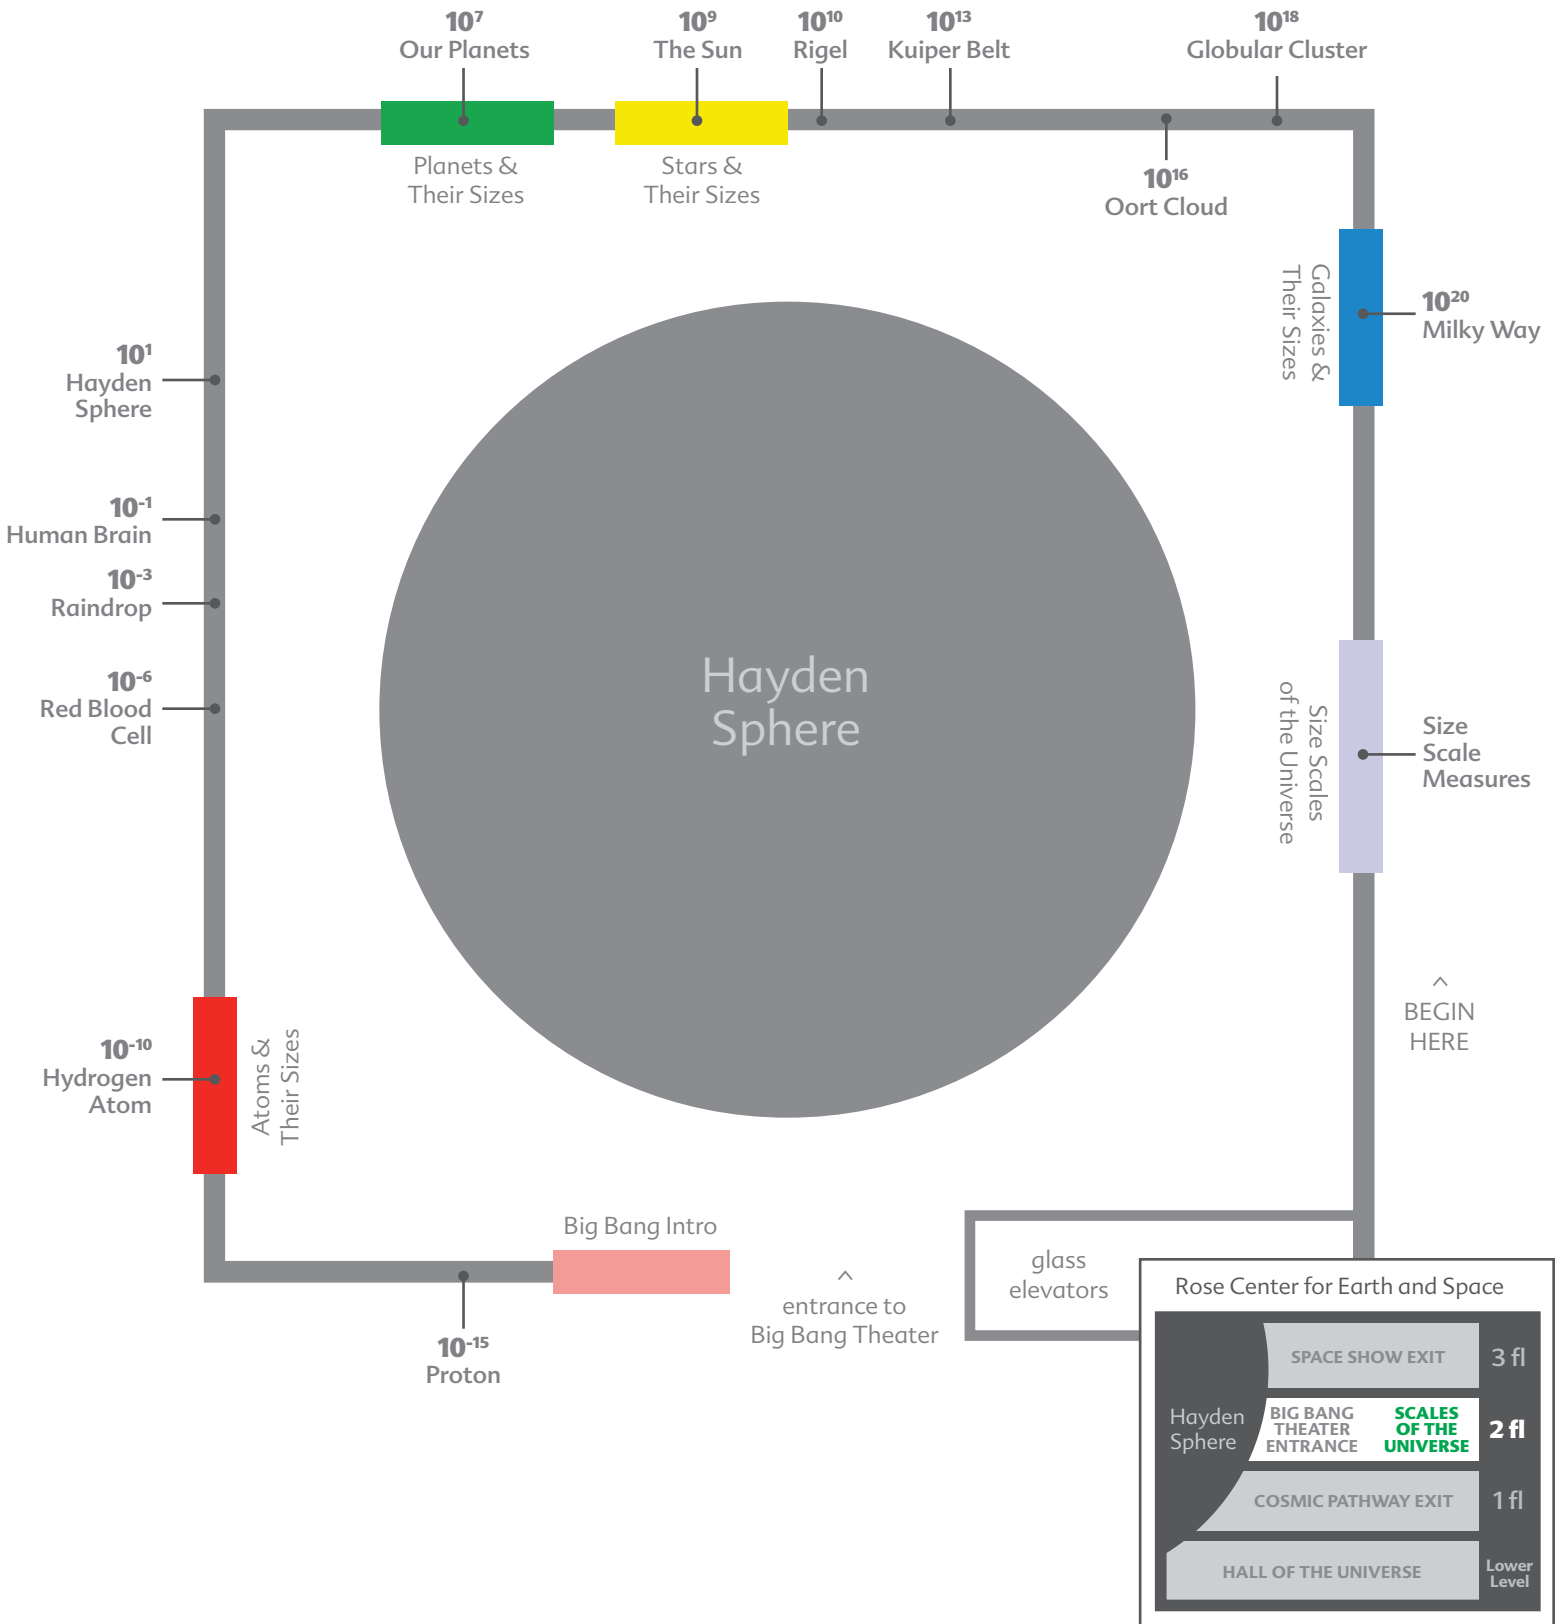 10⁷
Our Planets
10⁹
The Sun
10¹⁰
Rigel
10¹³
Kuiper Belt
10¹⁸
Globular Cluster
Planets &
Their Sizes
Stars &
Their Sizes
10¹⁶
Oort Cloud
Galaxies &
Their Sizes
10²⁰
Milky Way
10¹
Hayden
Sphere
10⁻¹
Human Brain
10⁻³
Raindrop
10⁻⁶
Red Blood
Cell
Hayden
Sphere
Size Scales
of the Universe
Size
Scale
Measures
^
BEGIN
HERE
10⁻¹⁰
Hydrogen
Atom
Atoms &
Their Sizes
Big Bang Intro
10⁻¹⁵
Proton
^
entrance to
Big Bang Theater
glass
elevators
Rose Center for Earth and Space
SPACE SHOW EXIT
3 fl
Hayden
Sphere
BIG BANG
THEATER
ENTRANCE
SCALES
OF THE
UNIVERSE
2 fl
COSMIC PATHWAY EXIT
1 fl
HALL OF THE UNIVERSE
Lower
Level